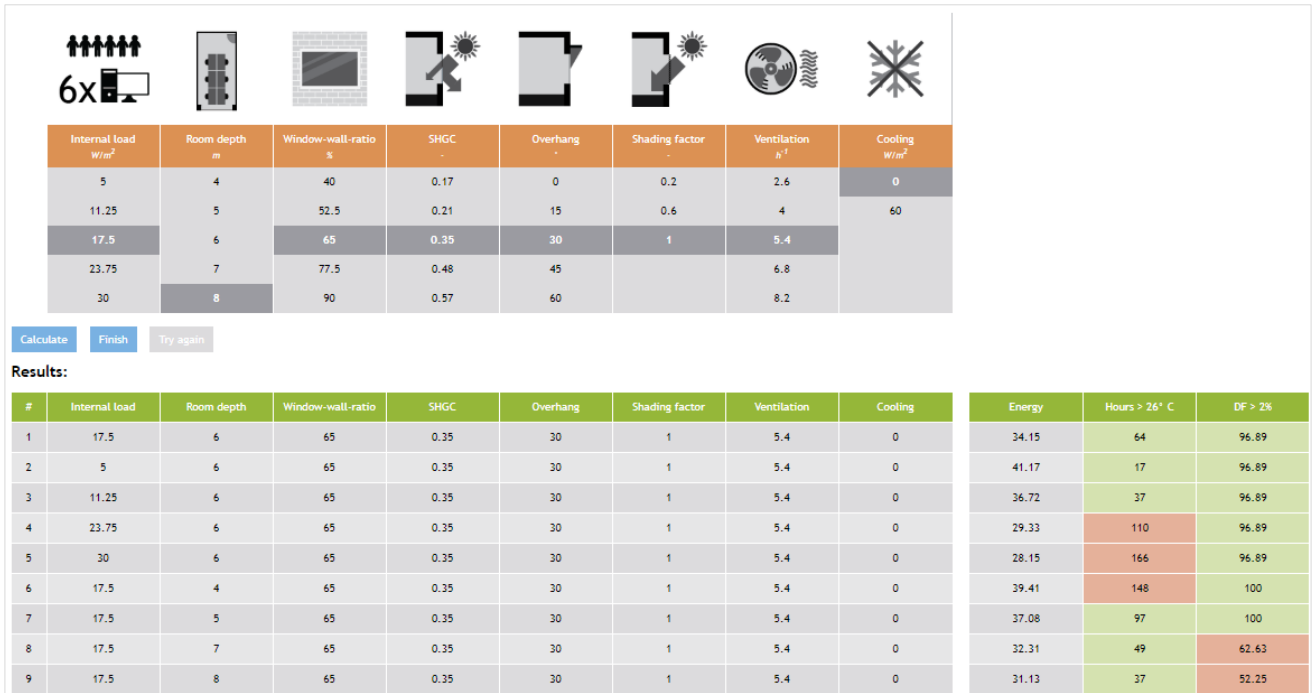 6x
Internal load Room depth Window-wall-ratio SHGC Overhang Shading factor Ventilation Cooling
W/m² m % - ° - h⁻¹ W/m²
5 4 40 0.17 0 0.2 2.6 0
11.25 5 52.5 0.21 15 0.6 4 60
17.5 6 65 0.35 30 1 5.4
23.75 7 77.5 0.48 45 6.8
30 8 90 0.57 60 8.2
Calculate Finish Try again
Results:
# Internal load Room depth Window-wall-ratio SHGC Overhang Shading factor Ventilation Cooling Energy Hours > 26° C DF > 2%
1 17.5 6 65 0.35 30 1 5.4 0 34.15 64 96.89
2 5 6 65 0.35 30 1 5.4 0 41.17 17 96.89
3 11.25 6 65 0.35 30 1 5.4 0 36.72 37 96.89
4 23.75 6 65 0.35 30 1 5.4 0 29.33 110 96.89
5 30 6 65 0.35 30 1 5.4 0 28.15 166 96.89
6 17.5 4 65 0.35 30 1 5.4 0 39.41 148 100
7 17.5 5 65 0.35 30 1 5.4 0 37.08 97 100
8 17.5 7 65 0.35 30 1 5.4 0 32.31 49 62.63
9 17.5 8 65 0.35 30 1 5.4 0 31.13 37 52.25